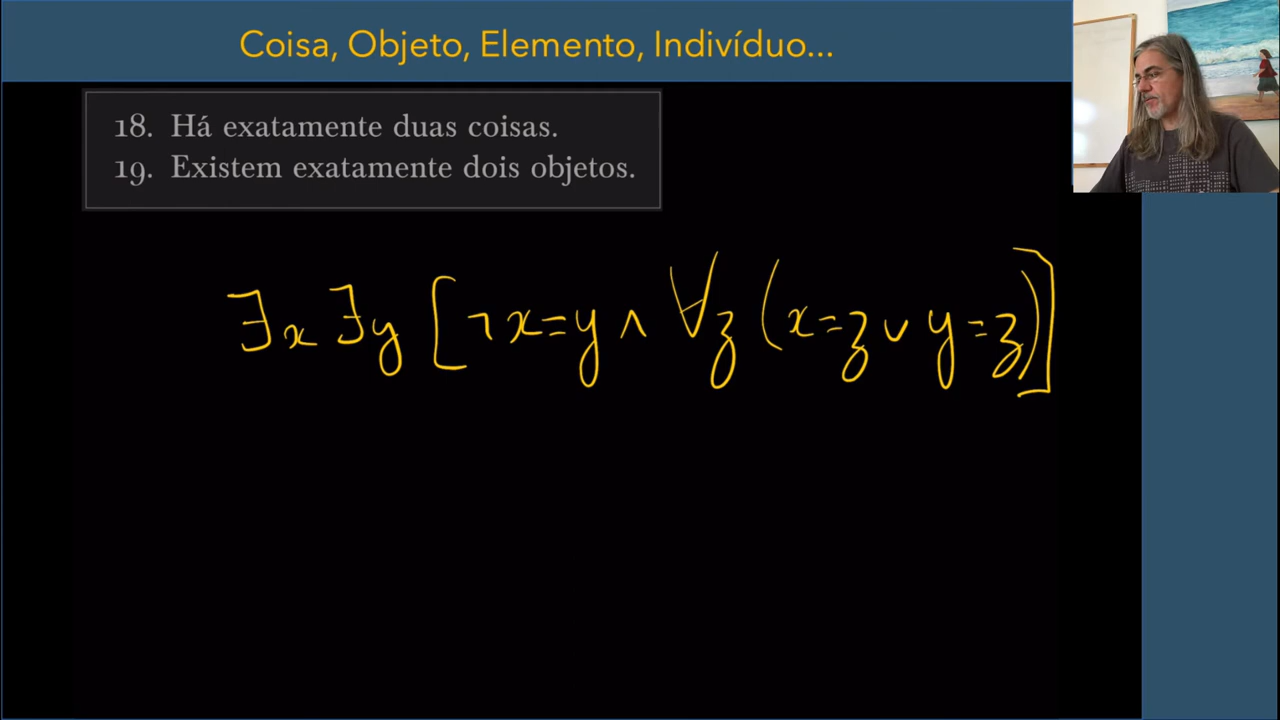 Coisa, Objeto, Elemento, Indivíduo...
18. Há exatamente duas coisas.
19. Existem exatamente dois objetos.
∃x ∃y [¬x=y ∧ ∀z (x=z ∨ y=z)]